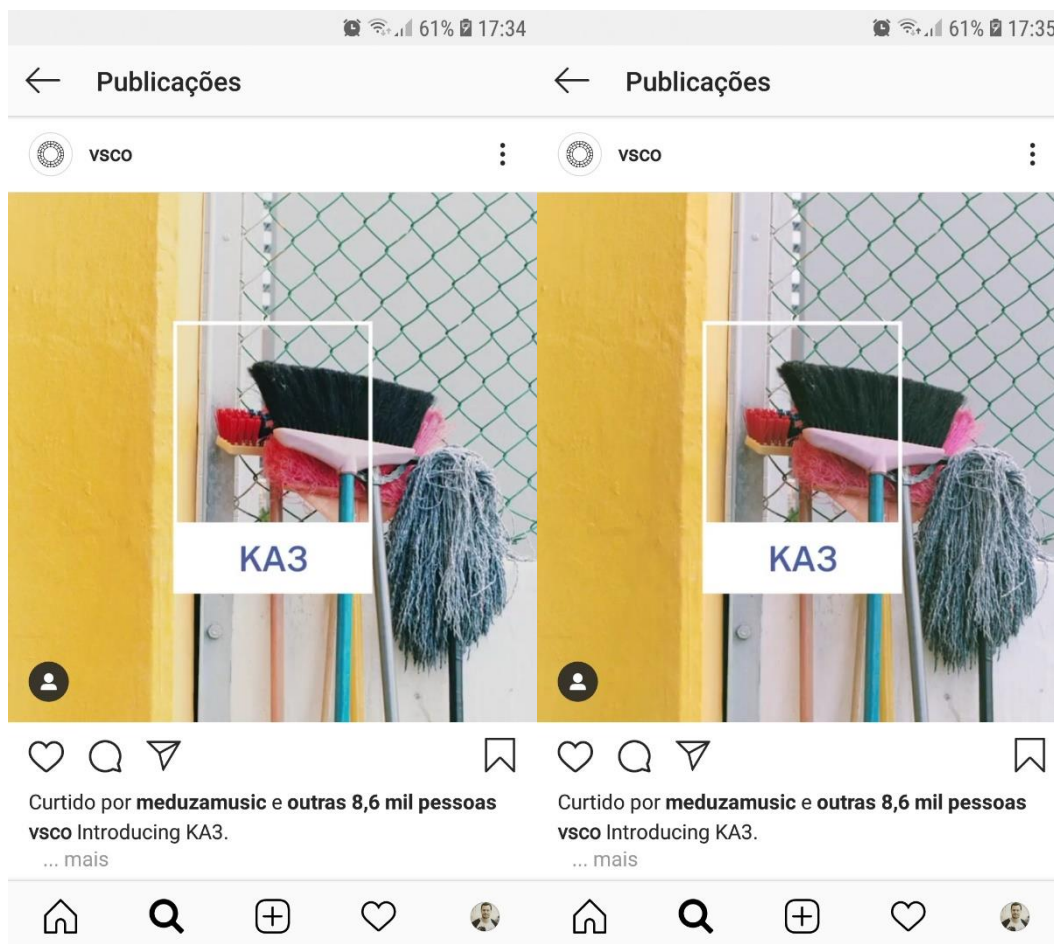 61% 17:34
Publicações
vsco
KA3
Curtido por meduzamusic e outras 8,6 mil pessoas
vsco Introducing KA3.
... mais
61% 17:35
Publicações
vsco
KA3
Curtido por meduzamusic e outras 8,6 mil pessoas
vsco Introducing KA3.
... mais